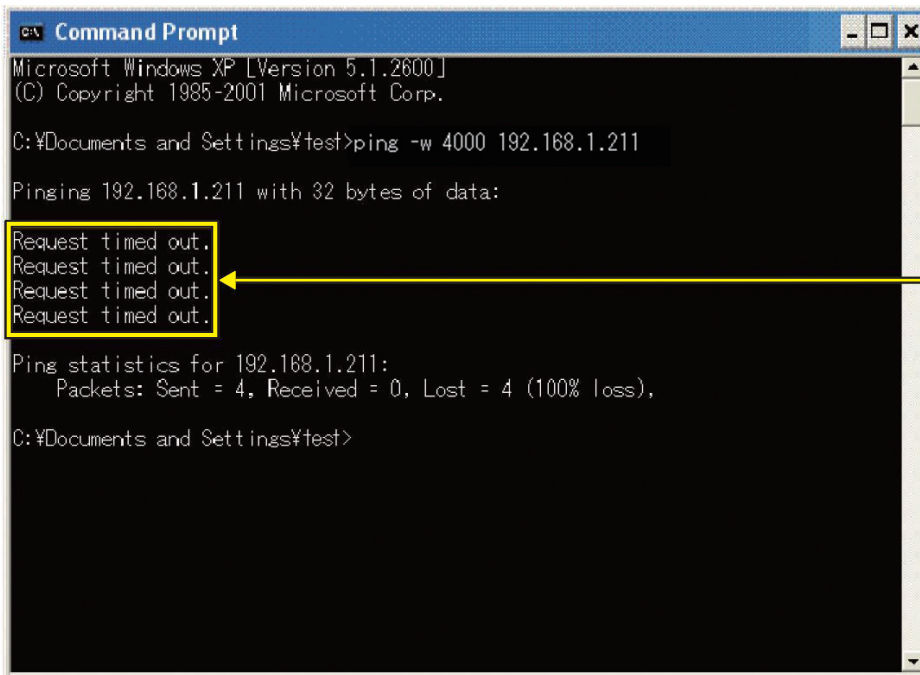 Command Prompt
Microsoft Windows XP [Version 5.1.2600]
(C) Copyright 1985-2001 Microsoft Corp.
C:¥Documents and Settings¥test>ping -w 4000 192.168.1.211
Pinging 192.168.1.211 with 32 bytes of data:
Request timed out.
Request timed out.
Request timed out.
Request timed out.
Ping statistics for 192.168.1.211:
Packets: Sent = 4, Received = 0, Lost = 4 (100% loss),
C:¥Documents and Settings¥test>